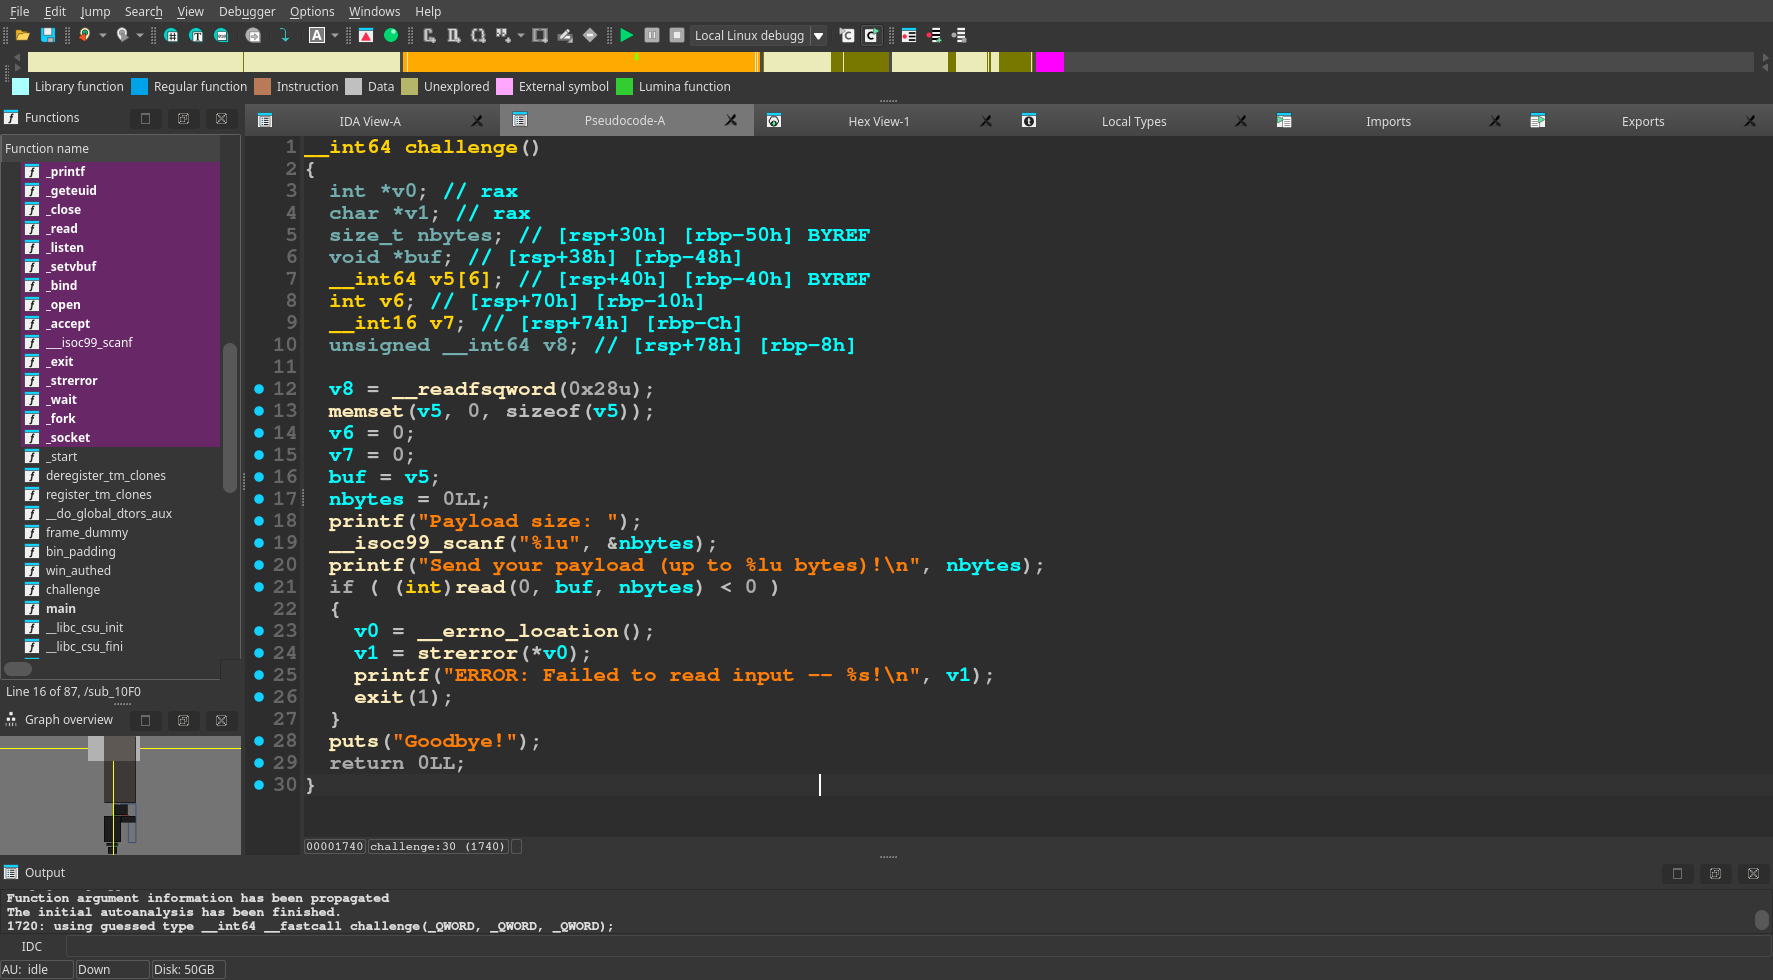 File Edit Jump Search View Debugger Options Windows Help
Local Linux debugg
Library function Regular function Instruction Data Unexplored External symbol Lumina function
Functions
Function name
_printf
_geteuid
_close
_read
_listen
_setvbuf
_bind
_open
_accept
___isoc99_scanf
_exit
_strerror
_wait
_fork
_socket
_start
deregister_tm_clones
register_tm_clones
__do_global_dtors_aux
frame_dummy
bin_padding
win_authed
challenge
main
__libc_csu_init
__libc_csu_fini
Line 16 of 87, /sub_10F0
Graph overview
IDA View-A Pseudocode-A Hex View-1 Local Types Imports Exports
1 __int64 challenge()
2 {
3 int *v0; // rax
4 char *v1; // rax
5 size_t nbytes; // [rsp+30h] [rbp-50h] BYREF
6 void *buf; // [rsp+38h] [rbp-48h]
7 __int64 v5[6]; // [rsp+40h] [rbp-40h] BYREF
8 int v6; // [rsp+70h] [rbp-10h]
9 __int16 v7; // [rsp+74h] [rbp-Ch]
10 unsigned __int64 v8; // [rsp+78h] [rbp-8h]
11
12 v8 = __readfsqword(0x28u);
13 memset(v5, 0, sizeof(v5));
14 v6 = 0;
15 v7 = 0;
16 buf = v5;
17 nbytes = 0LL;
18 printf("Payload size: ");
19 __isoc99_scanf("%lu", &nbytes);
20 printf("Send your payload (up to %lu bytes)!\n", nbytes);
21 if ( (int)read(0, buf, nbytes) < 0 )
22 {
23 v0 = __errno_location();
24 v1 = strerror(*v0);
25 printf("ERROR: Failed to read input -- %s!\n", v1);
26 exit(1);
27 }
28 puts("Goodbye!");
29 return 0LL;
30 }
00001740 challenge:30 (1740)
Output
Function argument information has been propagated
The initial autoanalysis has been finished.
1720: using guessed type __int64 __fastcall challenge(_QWORD, _QWORD, _QWORD);
IDC
AU: idle Down Disk: 50GB